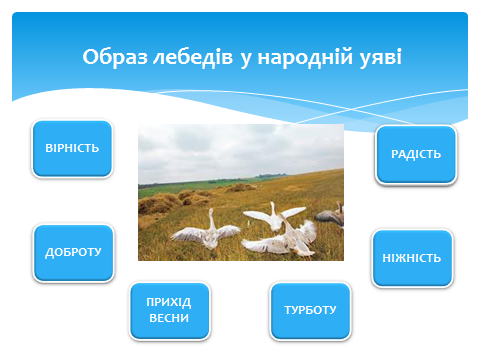 Образ лебедів у народній уяві
ВІРНІСТЬ
РАДІСТЬ
ДОБРОТУ
НІЖНІСТЬ
ПРИХІД
ВЕСНИ
ТУРБОТУ